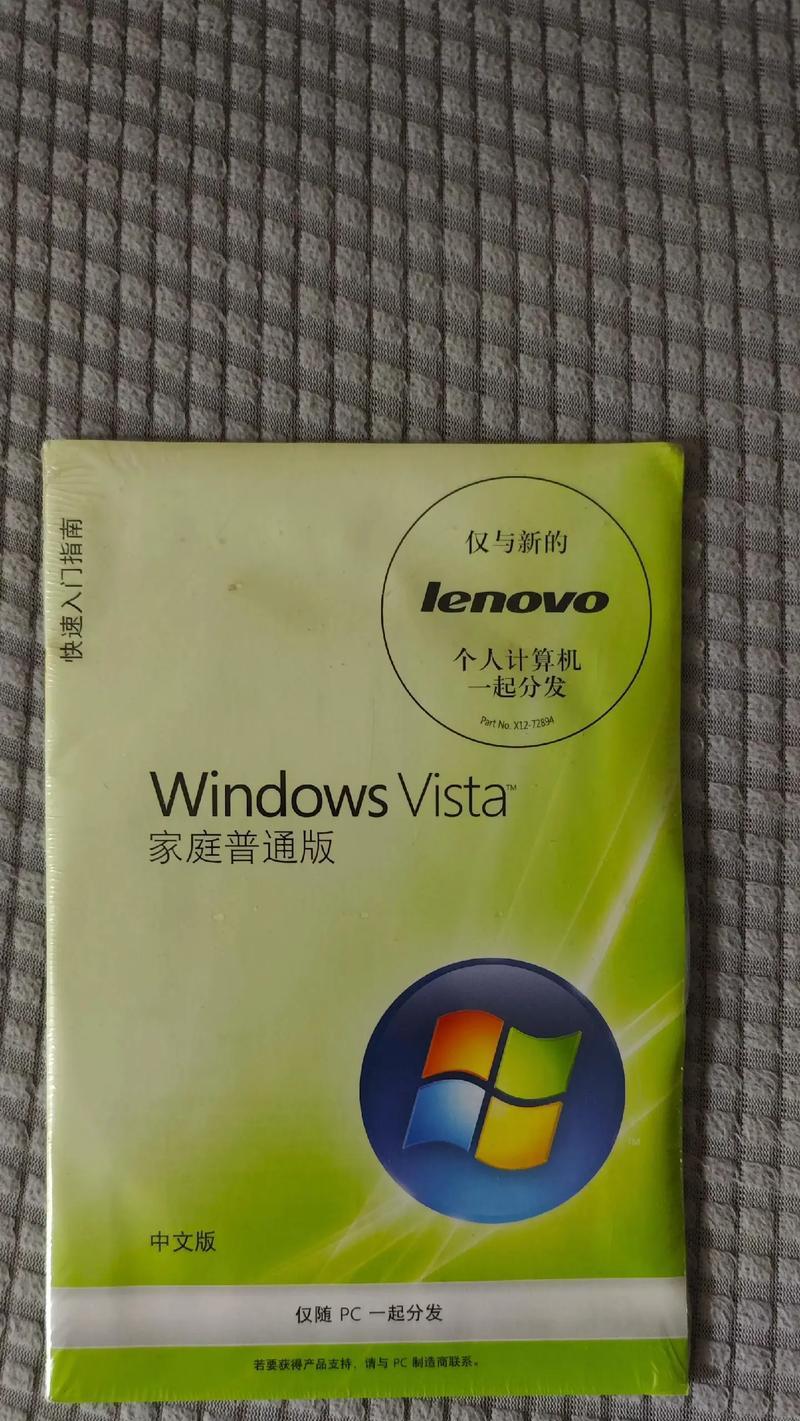 快速入门指南
仅与新的
lenovo
个人计算机
一起分发
Part No. X12-72894
Windows Vista™
家庭普通版
TM
中文版
仅随 PC 一起分发
若要获得产品支持，请与 PC 制造商联系。